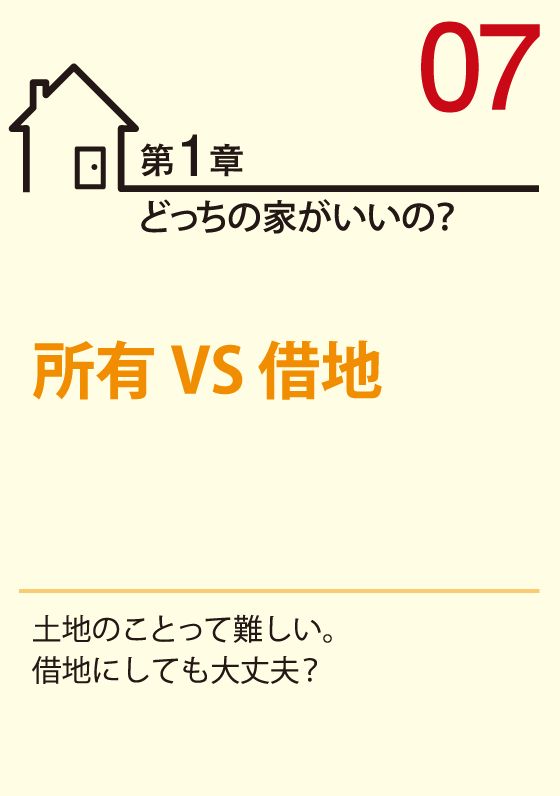 07
第1章
どっちの家がいいの?
所有 VS 借地
土地のことって難しい。
借地にしても大丈夫?